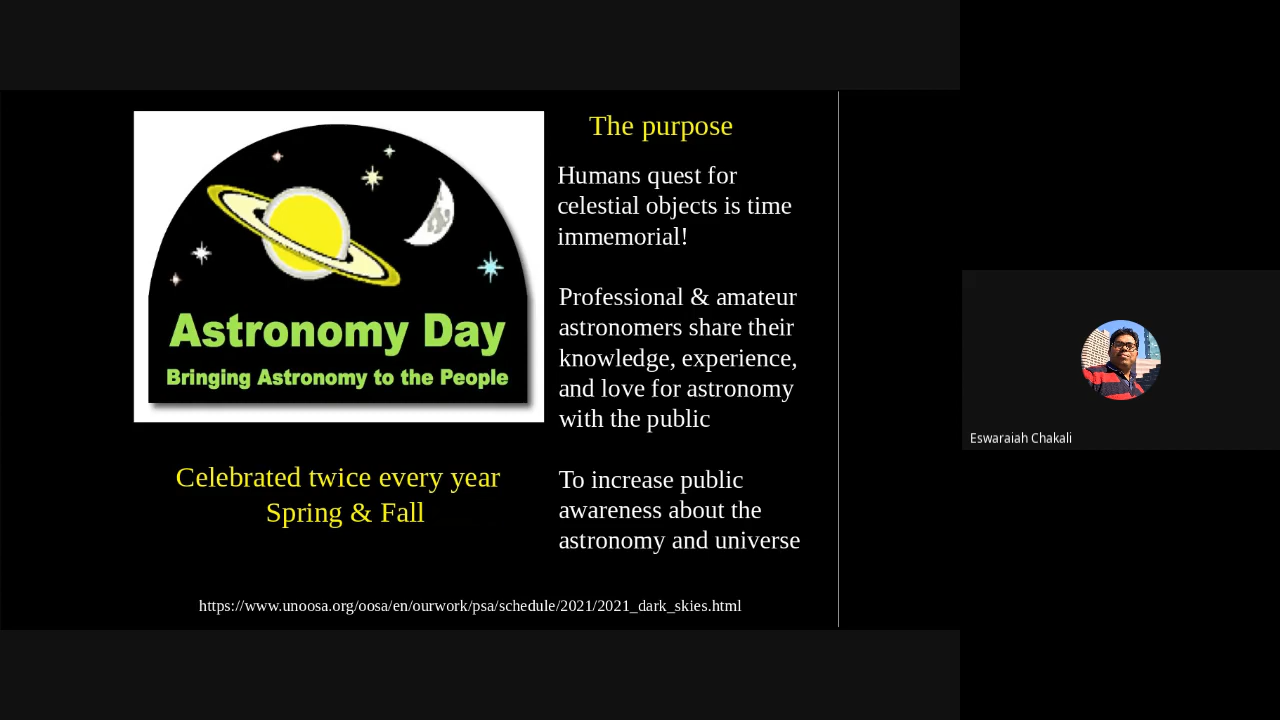 Astronomy Day
Bringing Astronomy to the People
Celebrated twice every year
Spring & Fall
The purpose
Humans quest for
celestial objects is time
immemorial!
Professional & amateur
astronomers share their
knowledge, experience,
and love for astronomy
with the public
To increase public
awareness about the
astronomy and universe
https://www.unoosa.org/oosa/en/ourwork/psa/schedule/2021/2021_dark_skies.html
Eswaraiah Chakali